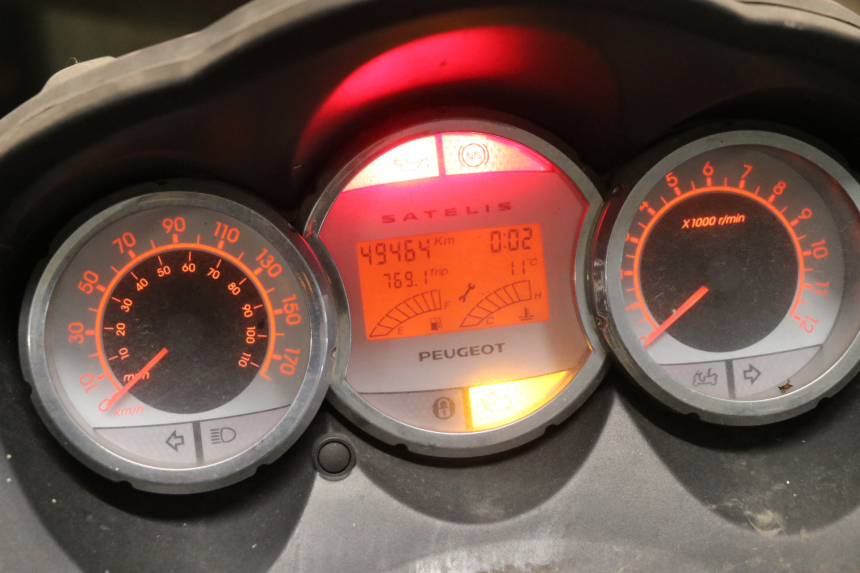 10 30 50 70 90 110 130 150 170
10 20 30 40 50 60 70 80 90 100 110
0
mph
km/h
SATELIS
49464 Km 0:02
769.1 Trip 11°C
E F C H
PEUGEOT
4 5 6 7 8 9 10 11 12
X1000 r/min